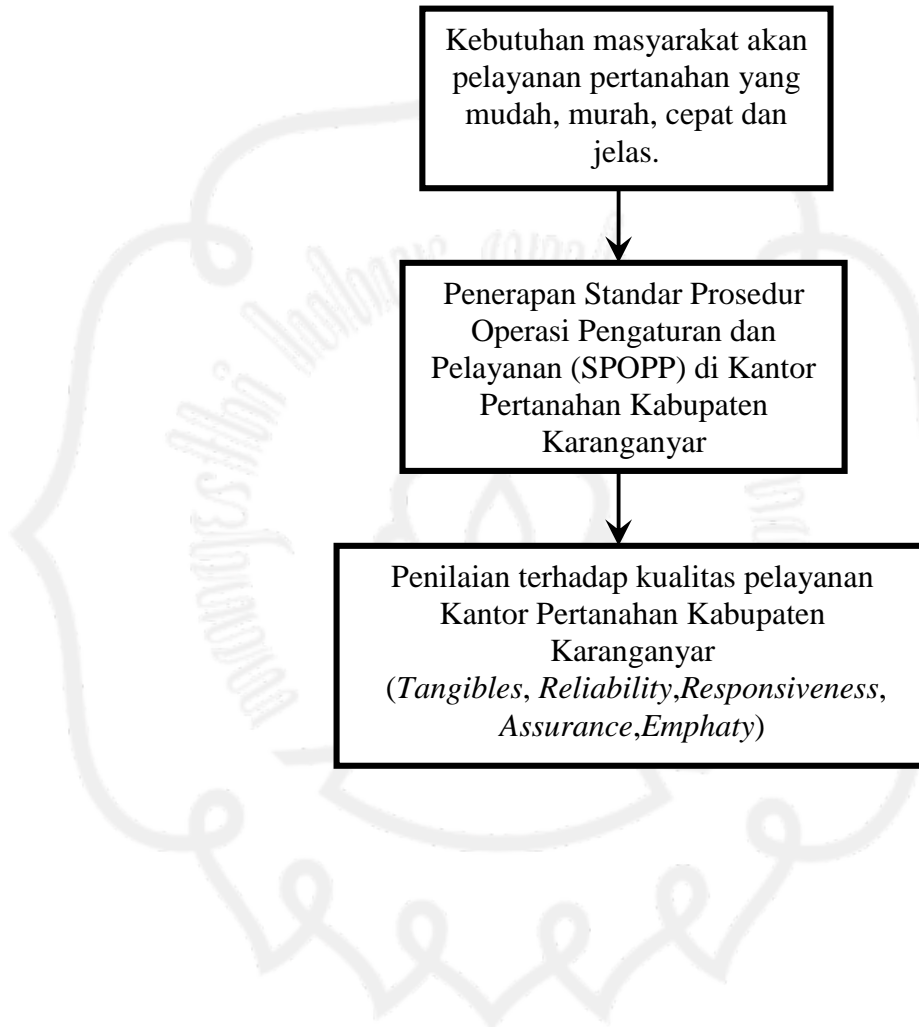 Kebutuhan masyarakat akan
pelayanan pertanahan yang
mudah, murah, cepat dan
jelas.
Penerapan Standar Prosedur
Operasi Pengaturan dan
Pelayanan (SPOPP) di Kantor
Pertanahan Kabupaten
Karanganyar
Penilaian terhadap kualitas pelayanan
Kantor Pertanahan Kabupaten
Karanganyar
(Tangibles, Reliability,Responsiveness,
Assurance,Emphaty)